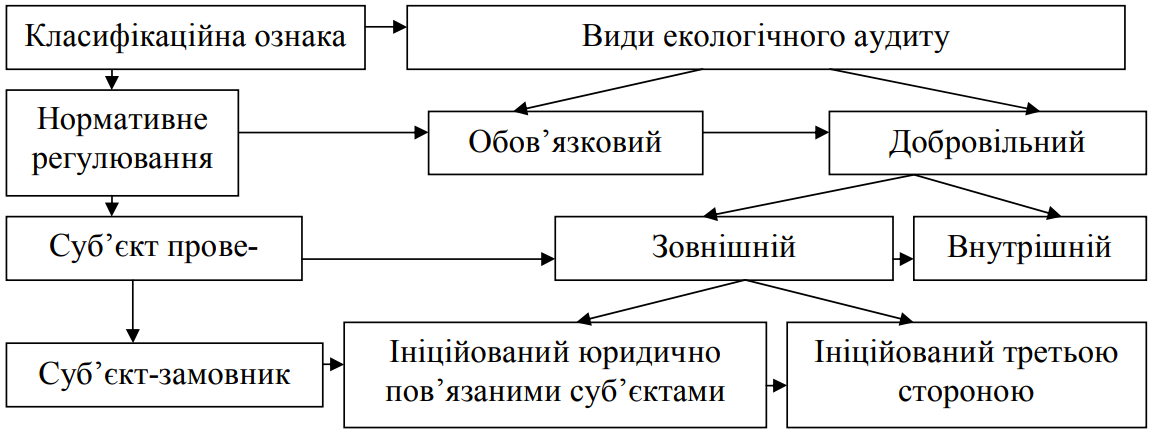 Класифікаційна ознака
Види екологічного аудиту
Нормативне
регулювання
Обов’язковий
Добровільний
Суб’єкт прове-
Зовнішній
Внутрішній
Суб’єкт-замовник
Ініційований юридично
пов’язаними суб’єктами
Ініційований третьою
стороною